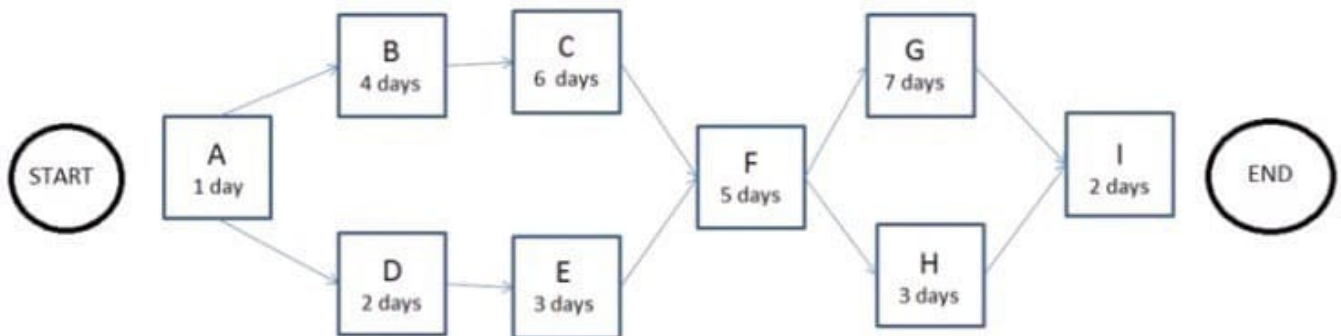 START
A
1 day
B
4 days
C
6 days
D
2 days
E
3 days
F
5 days
G
7 days
H
3 days
I
2 days
END